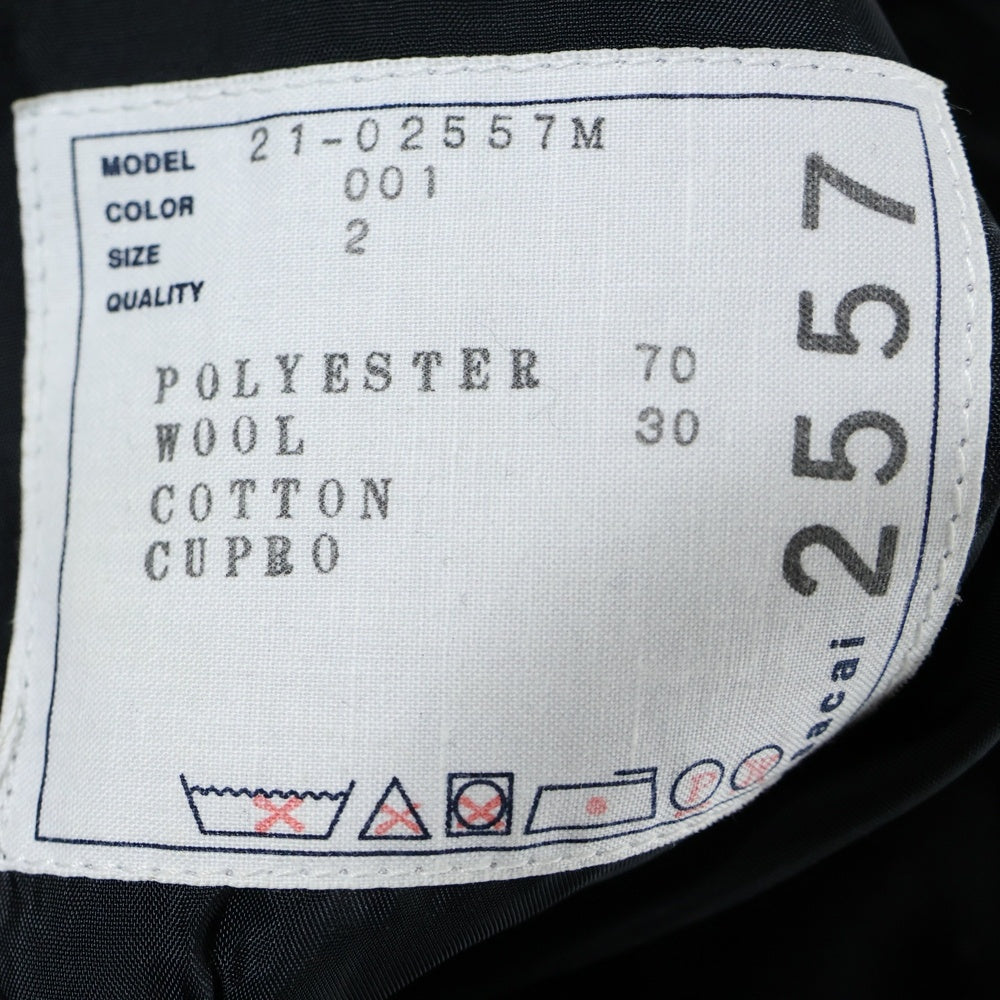 MODEL 21-02557M
COLOR 001
SIZE 2
QUALITY
POLYESTER 70
WOOL 30
COTTON
CUPRO
2557
P